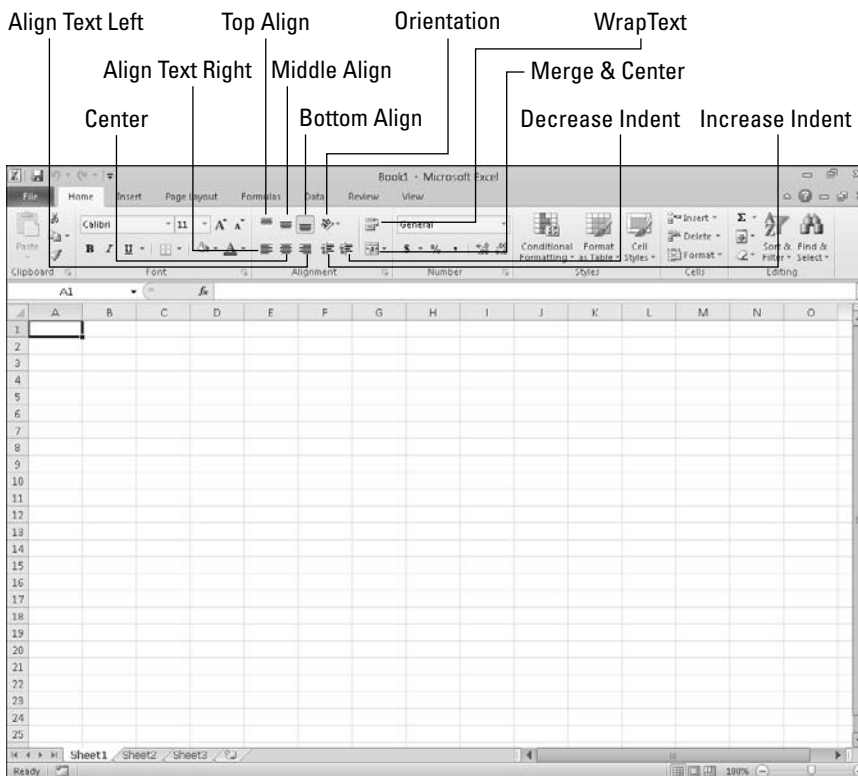 Align Text Left Top Align Orientation WrapText
Align Text Right Middle Align Merge & Center
Center Bottom Align Decrease Indent Increase Indent
Book1 - Microsoft Excel
File Home Insert Page Layout Formulas Data Review View
Calibri 11 A A General Conditional Formatting Format as Table Cell Styles Insert Σ Sort & Filter Find & Select
Paste Delete
B I U A $ % , Format
Clipboard Font Alignment Number Styles Cells Editing
A1 fx
A B C D E F G H I J K L M N O
1
2
3
4
5
6
7
8
9
10
11
12
13
14
15
16
17
18
19
20
21
22
23
24
25
Sheet1 Sheet2 Sheet3
Ready 100%